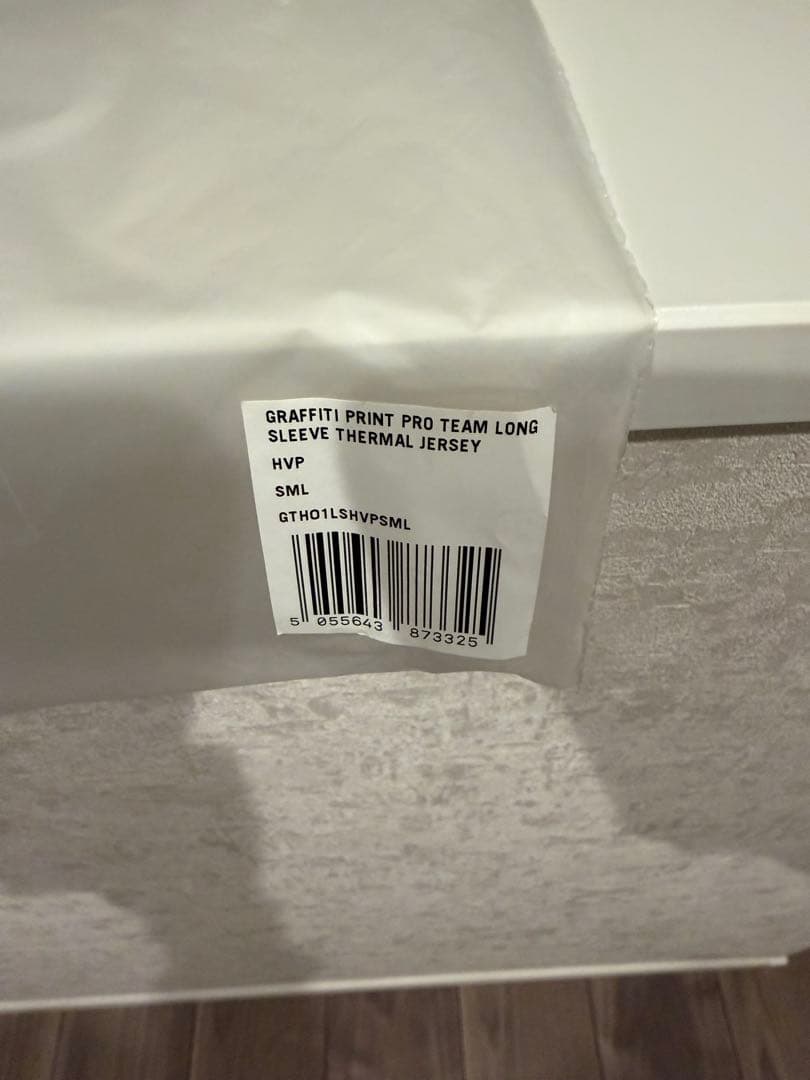 GRAFFITI PRINT PRO TEAM LONG
SLEEVE THERMAL JERSEY
HVP
SML
GTH01LSHVPSML
5 055643 873325